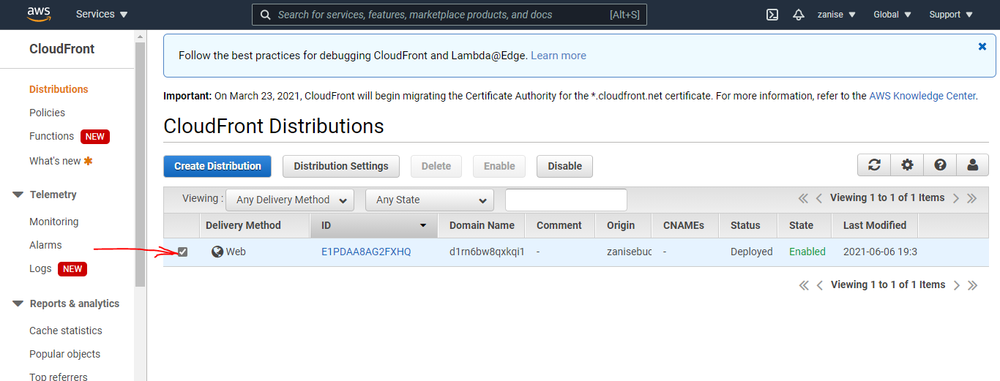 aws Services Search for services, features, marketplace products, and docs [Alt+S] zanise Global Support
CloudFront
Distributions
Policies
Functions NEW
What's new
Telemetry
Monitoring
Alarms
Logs NEW
Reports & analytics
Cache statistics
Popular objects
Top referrers
Follow the best practices for debugging CloudFront and Lambda@Edge. Learn more
Important: On March 23, 2021, CloudFront will begin migrating the Certificate Authority for the *.cloudfront.net certificate. For more information, refer to the AWS Knowledge Center.
CloudFront Distributions
Create Distribution Distribution Settings Delete Enable Disable
Viewing : Any Delivery Method Any State Viewing 1 to 1 of 1 Items
Delivery Method ID Domain Name Comment Origin CNAMEs Status State Last Modified
Web E1PDAA8AG2FXHQ d1rn6bw8qxkqi1 - zanisebuc - Deployed Enabled 2021-06-06 19:3
Viewing 1 to 1 of 1 Items